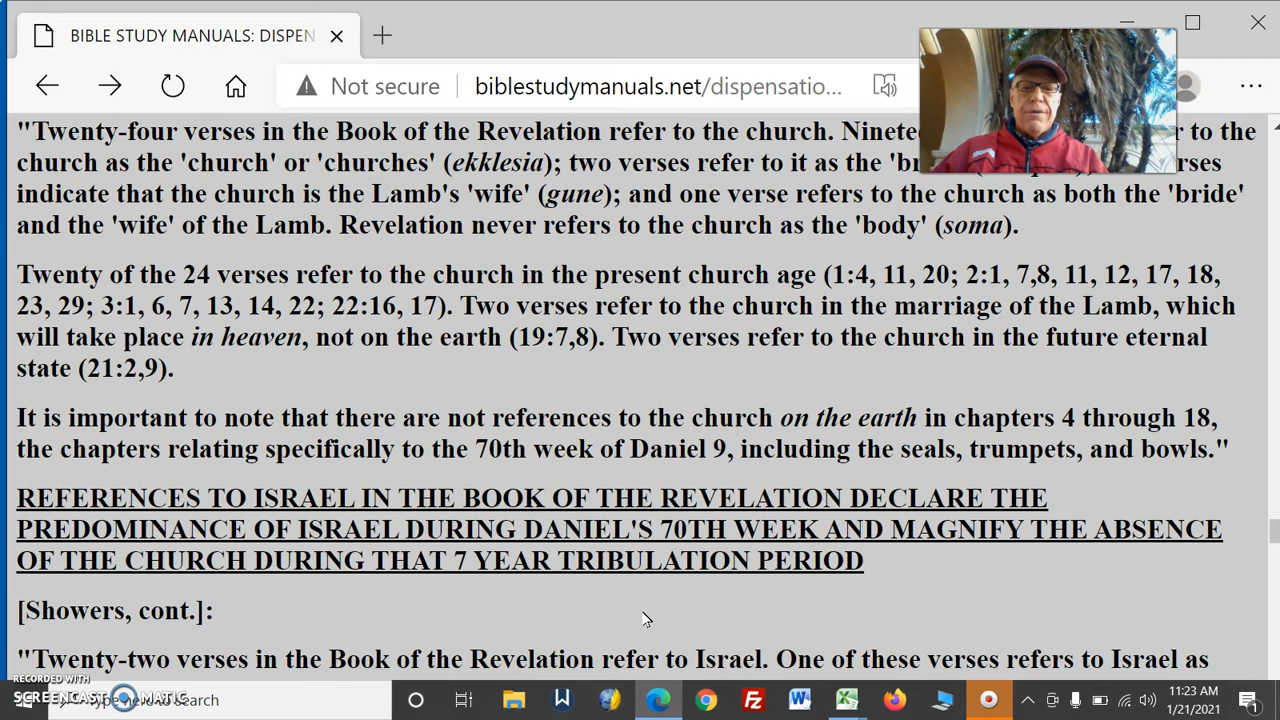 BIBLE STUDY MANUALS: DISPEN
Not secure
biblestudymanuals.net/dispensatio...
"Twenty-four verses in the Book of the Revelation refer to the church. to the
church as the 'church' or 'churches' (ekklesia); two verses refer to it as the
indicate that the church is the Lamb's 'wife' (gune); and one verse refers to the church as both the 'bride'
and the 'wife' of the Lamb. Revelation never refers to the church as the 'body' (soma).
Twenty of the 24 verses refer to the church in the present church age (1:4, 11, 20; 2:1, 7,8, 11, 12, 17, 18,
23, 29; 3:1, 6, 7, 13, 14, 22; 22:16, 17). Two verses refer to the church in the marriage of the Lamb, which
will take place in heaven, not on the earth (19:7,8). Two verses refer to the church in the future eternal
state (21:2,9).
It is important to note that there are not references to the church on the earth in chapters 4 through 18,
the chapters relating specifically to the 70th week of Daniel 9, including the seals, trumpets, and bowls."
REFERENCES TO ISRAEL IN THE BOOK OF THE REVELATION DECLARE THE
PREDOMINANCE OF ISRAEL DURING DANIEL'S 70TH WEEK AND MAGNIFY THE ABSENCE
OF THE CHURCH DURING THAT 7 YEAR TRIBULATION PERIOD
[Showers, cont.]:
"Twenty-two verses in the Book of the Revelation refer to Israel. One of these verses refers to Israel as
RECORDED WITH
SCREENCAST MATIC
Type here to search
11:23 AM
1/21/2021